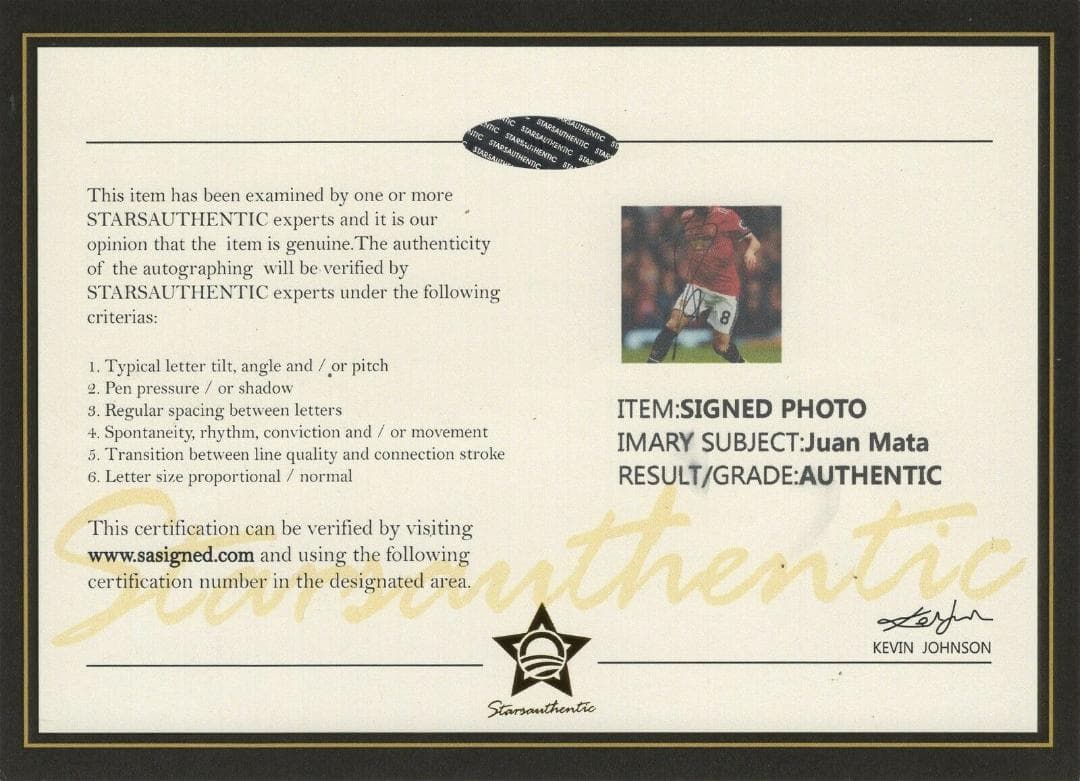 STARSAUTHENTIC STARSAUTHENTIC STARSAUTHENTIC
This item has been examined by one or more
STARSAUTHENTIC experts and it is our
opinion that the item is genuine.The authenticity
of the autographing will be verified by
STARSAUTHENTIC experts under the following
criterias:
1. Typical letter tilt, angle and / or pitch
2. Pen pressure / or shadow
3. Regular spacing between letters
4. Spontaneity, rhythm, conviction and / or movement
5. Transition between line quality and connection stroke
6. Letter size proportional / normal
This certification can be verified by visiting
www.sasigned.com and using the following
certification number in the designated area.
8
ITEM:SIGNED PHOTO
IMARY SUBJECT:Juan Mata
RESULT/GRADE:AUTHENTIC
Starsauthentic
KEVIN JOHNSON
Starsauthentic